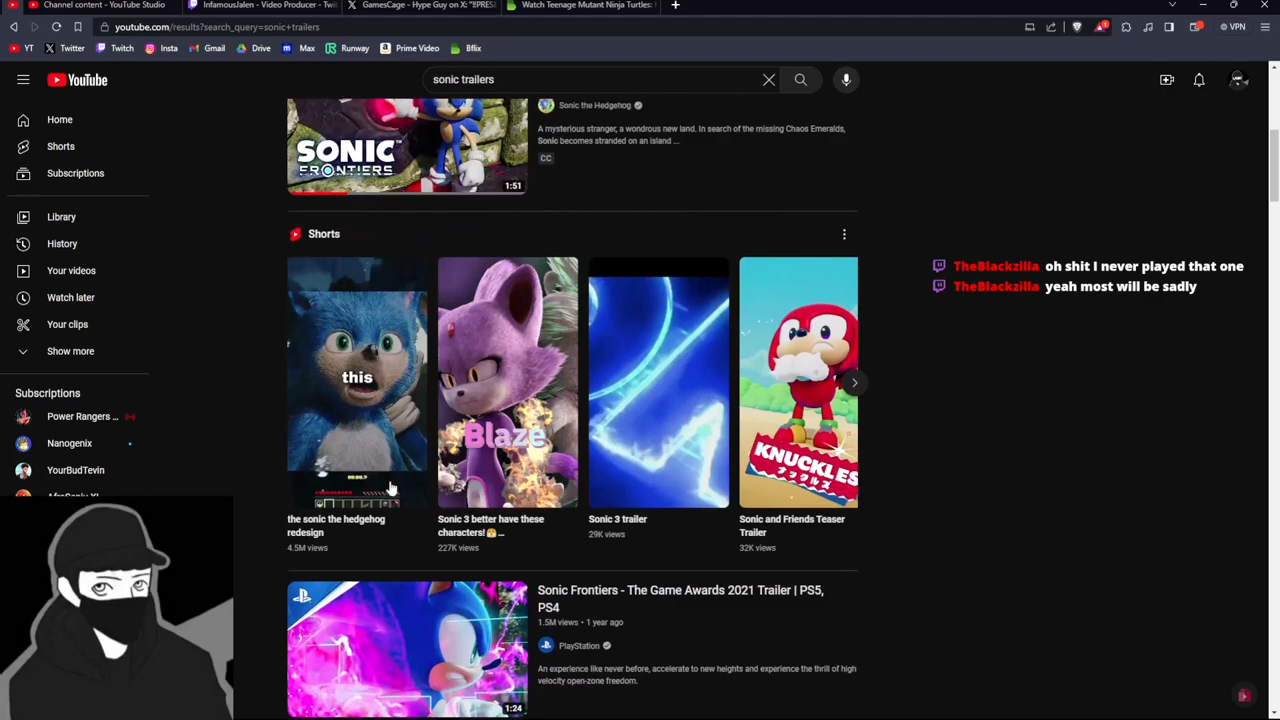 Channel content - YouTube Studio
InfamousJalen - Video Producer - Twit
GamesCage - Hype Guy on X: "‼PRES
Watch Teenage Mutant Ninja Turtles:
youtube.com/results?search_query=sonic+trailers
VPN
YT
Twitter
Twitch
Insta
Gmail
Drive
Max
Runway
Prime Video
Bflix
YouTube
sonic trailers
Home
Shorts
Subscriptions
Library
History
Your videos
Watch later
Your clips
Show more
Subscriptions
Power Rangers ...
Nanogenix
YourBudTevin
SONIC
FRONTIERS
1:51
Sonic the Hedgehog
A mysterious stranger, a wondrous new land. In search of the missing Chaos Emeralds,
Sonic becomes stranded on an island ...
CC
Shorts
this
Blaze
KNUCKLES
ナックルズ
the sonic the hedgehog
redesign
4.5M views
Sonic 3 better have these
characters!😤...
227K views
Sonic 3 trailer
29K views
Sonic and Friends Teaser
Trailer
32K views
1:24
Sonic Frontiers - The Game Awards 2021 Trailer | PS5,
PS4
1.5M views • 1 year ago
PlayStation
An experience like never before, accelerate to new heights and experience the thrill of high
velocity open-zone freedom.
TheBlackzilla oh shit I never played that one
TheBlackzilla yeah most will be sadly